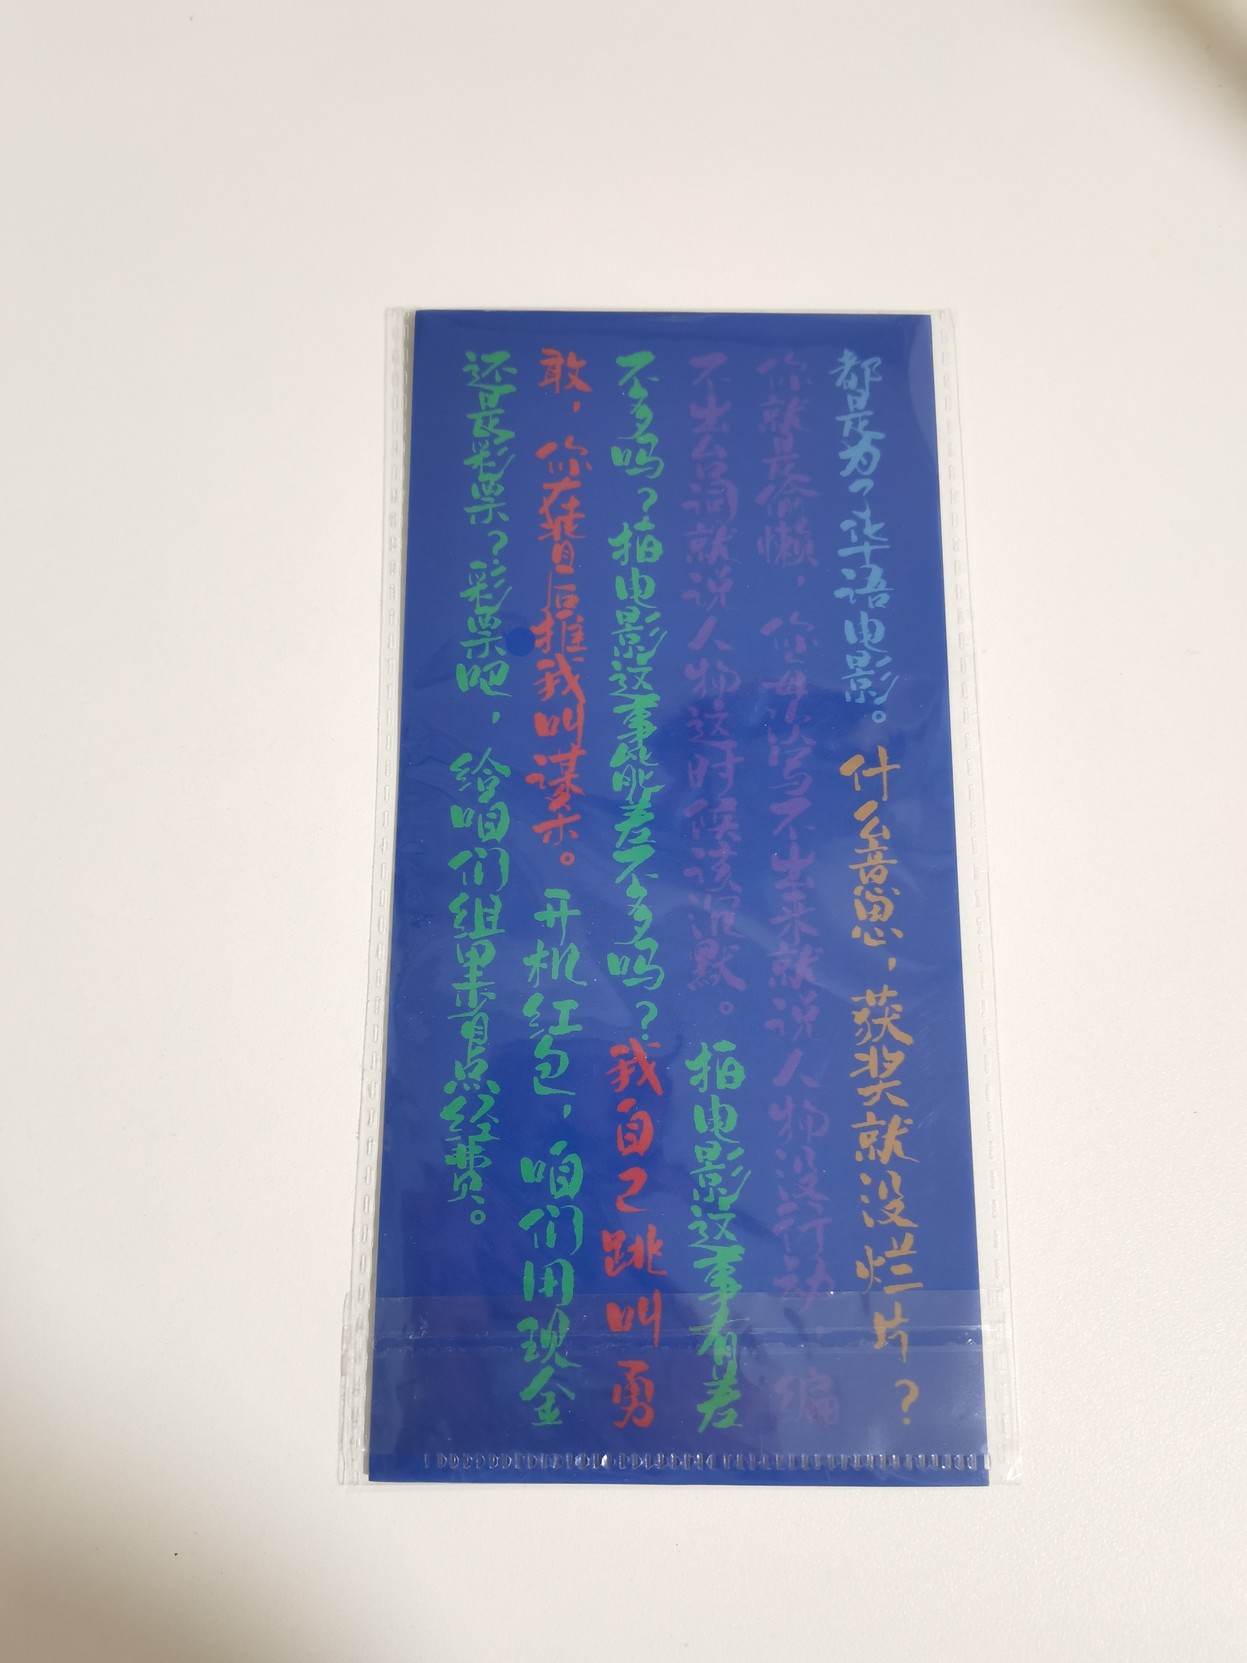 都是为了华语电影。什么意思，获奖就没烂片？
你就是偷懒，你每次写不出来就说人物没行动，编
不出台词就说人物这时候该沉默。拍电影这事有差
不多吗？拍电影这事能差不多吗？我自己跳叫勇
敢，你在背后推我叫谋杀。开机红包，咱们用现金
还是彩票？彩票吧，给咱们组里省点经费。